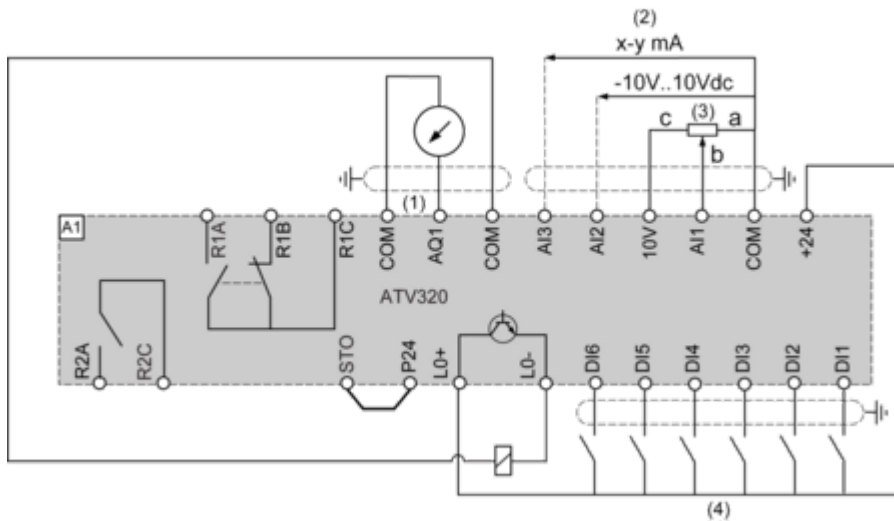 (2)
x-y mA
-10V..10Vdc
c (3) a
b
(1)
A1
R1A R1B R1C COM AQ1 COM AI3 AI2 10V AI1 COM +24
ATV320
R2A R2C STO P24 L0+ L0- DI6 DI5 DI4 DI3 DI2 DI1
(4)